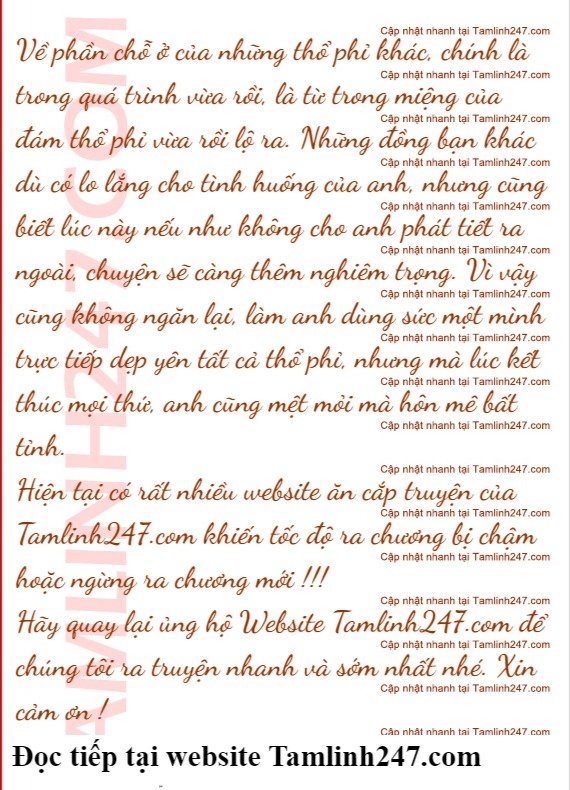 Cập nhật nhanh tại Tamlinh247.com
Về phần chỗ ở của những thổ phỉ khác, chính là
Cập nhật nhanh tại Tamlinh247.com
trong quá trình vừa rồi, là từ trong miệng của
Cập nhật nhanh tại Tamlinh247.com
đám thổ phỉ vừa rồi lộ ra. Những đồng bạn khác
Cập nhật nhanh tại Tamlinh247.com
dù có lo lắng cho tình huống của anh, nhưng cũng
Cập nhật nhanh tại Tamlinh247.com
biết lúc này nếu như không cho anh phát tiết ra
Cập nhật nhanh tại Tamlinh247.com
ngoài, chuyện sẽ càng thêm nghiêm trọng. Vì vậy
Cập nhật nhanh tại Tamlinh247.com
cũng không ngăn lại, làm anh dùng sức một mình
Cập nhật nhanh tại Tamlinh247.com
trực tiếp dẹp yên tất cả thổ phỉ, nhưng mà lúc kết
Cập nhật nhanh tại Tamlinh247.com
thúc mọi thứ, anh cũng mệt mỏi mà hôn mê bất
Cập nhật nhanh tại Tamlinh247.com
tỉnh.
Cập nhật nhanh tại Tamlinh247.com
Hiện tại có rất nhiều website ăn cắp truyện của
Cập nhật nhanh tại Tamlinh247.com
Tamlinh247.com khiến tốc độ ra chương bị chậm
Cập nhật nhanh tại Tamlinh247.com
hoặc ngừng ra chương mới !!!
Cập nhật nhanh tại Tamlinh247.com
Hãy quay lại ủng hộ Website Tamlinh247.com để
Cập nhật nhanh tại Tamlinh247.com
chúng tôi ra truyện nhanh và sớm nhất nhé. Xin
Cập nhật nhanh tại Tamlinh247.com
cảm ơn !
Cập nhật nhanh tại Tamlinh247.com
AMLINH247.COM
Đọc tiếp tại website Tamlinh247.com